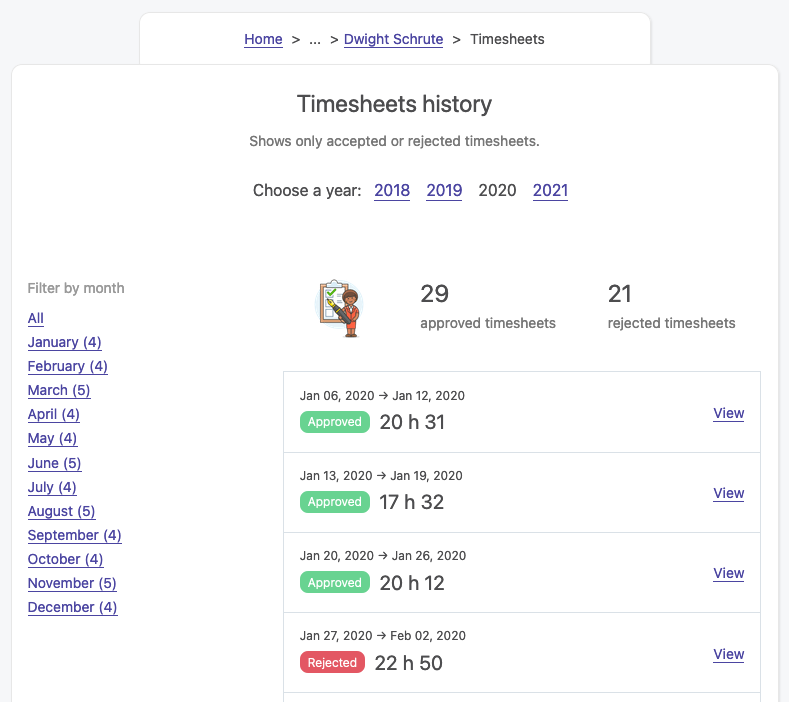 Home > ... > Dwight Schrute > Timesheets
Timesheets history
Shows only accepted or rejected timesheets.
Choose a year: 2018 2019 2020 2021
Filter by month
All
January (4)
February (4)
March (5)
April (4)
May (4)
June (5)
July (4)
August (5)
September (4)
October (4)
November (5)
December (4)
29
approved timesheets
21
rejected timesheets
Jan 06, 2020 → Jan 12, 2020
Approved 20 h 31
View
Jan 13, 2020 → Jan 19, 2020
Approved 17 h 32
View
Jan 20, 2020 → Jan 26, 2020
Approved 20 h 12
View
Jan 27, 2020 → Feb 02, 2020
Rejected 22 h 50
View